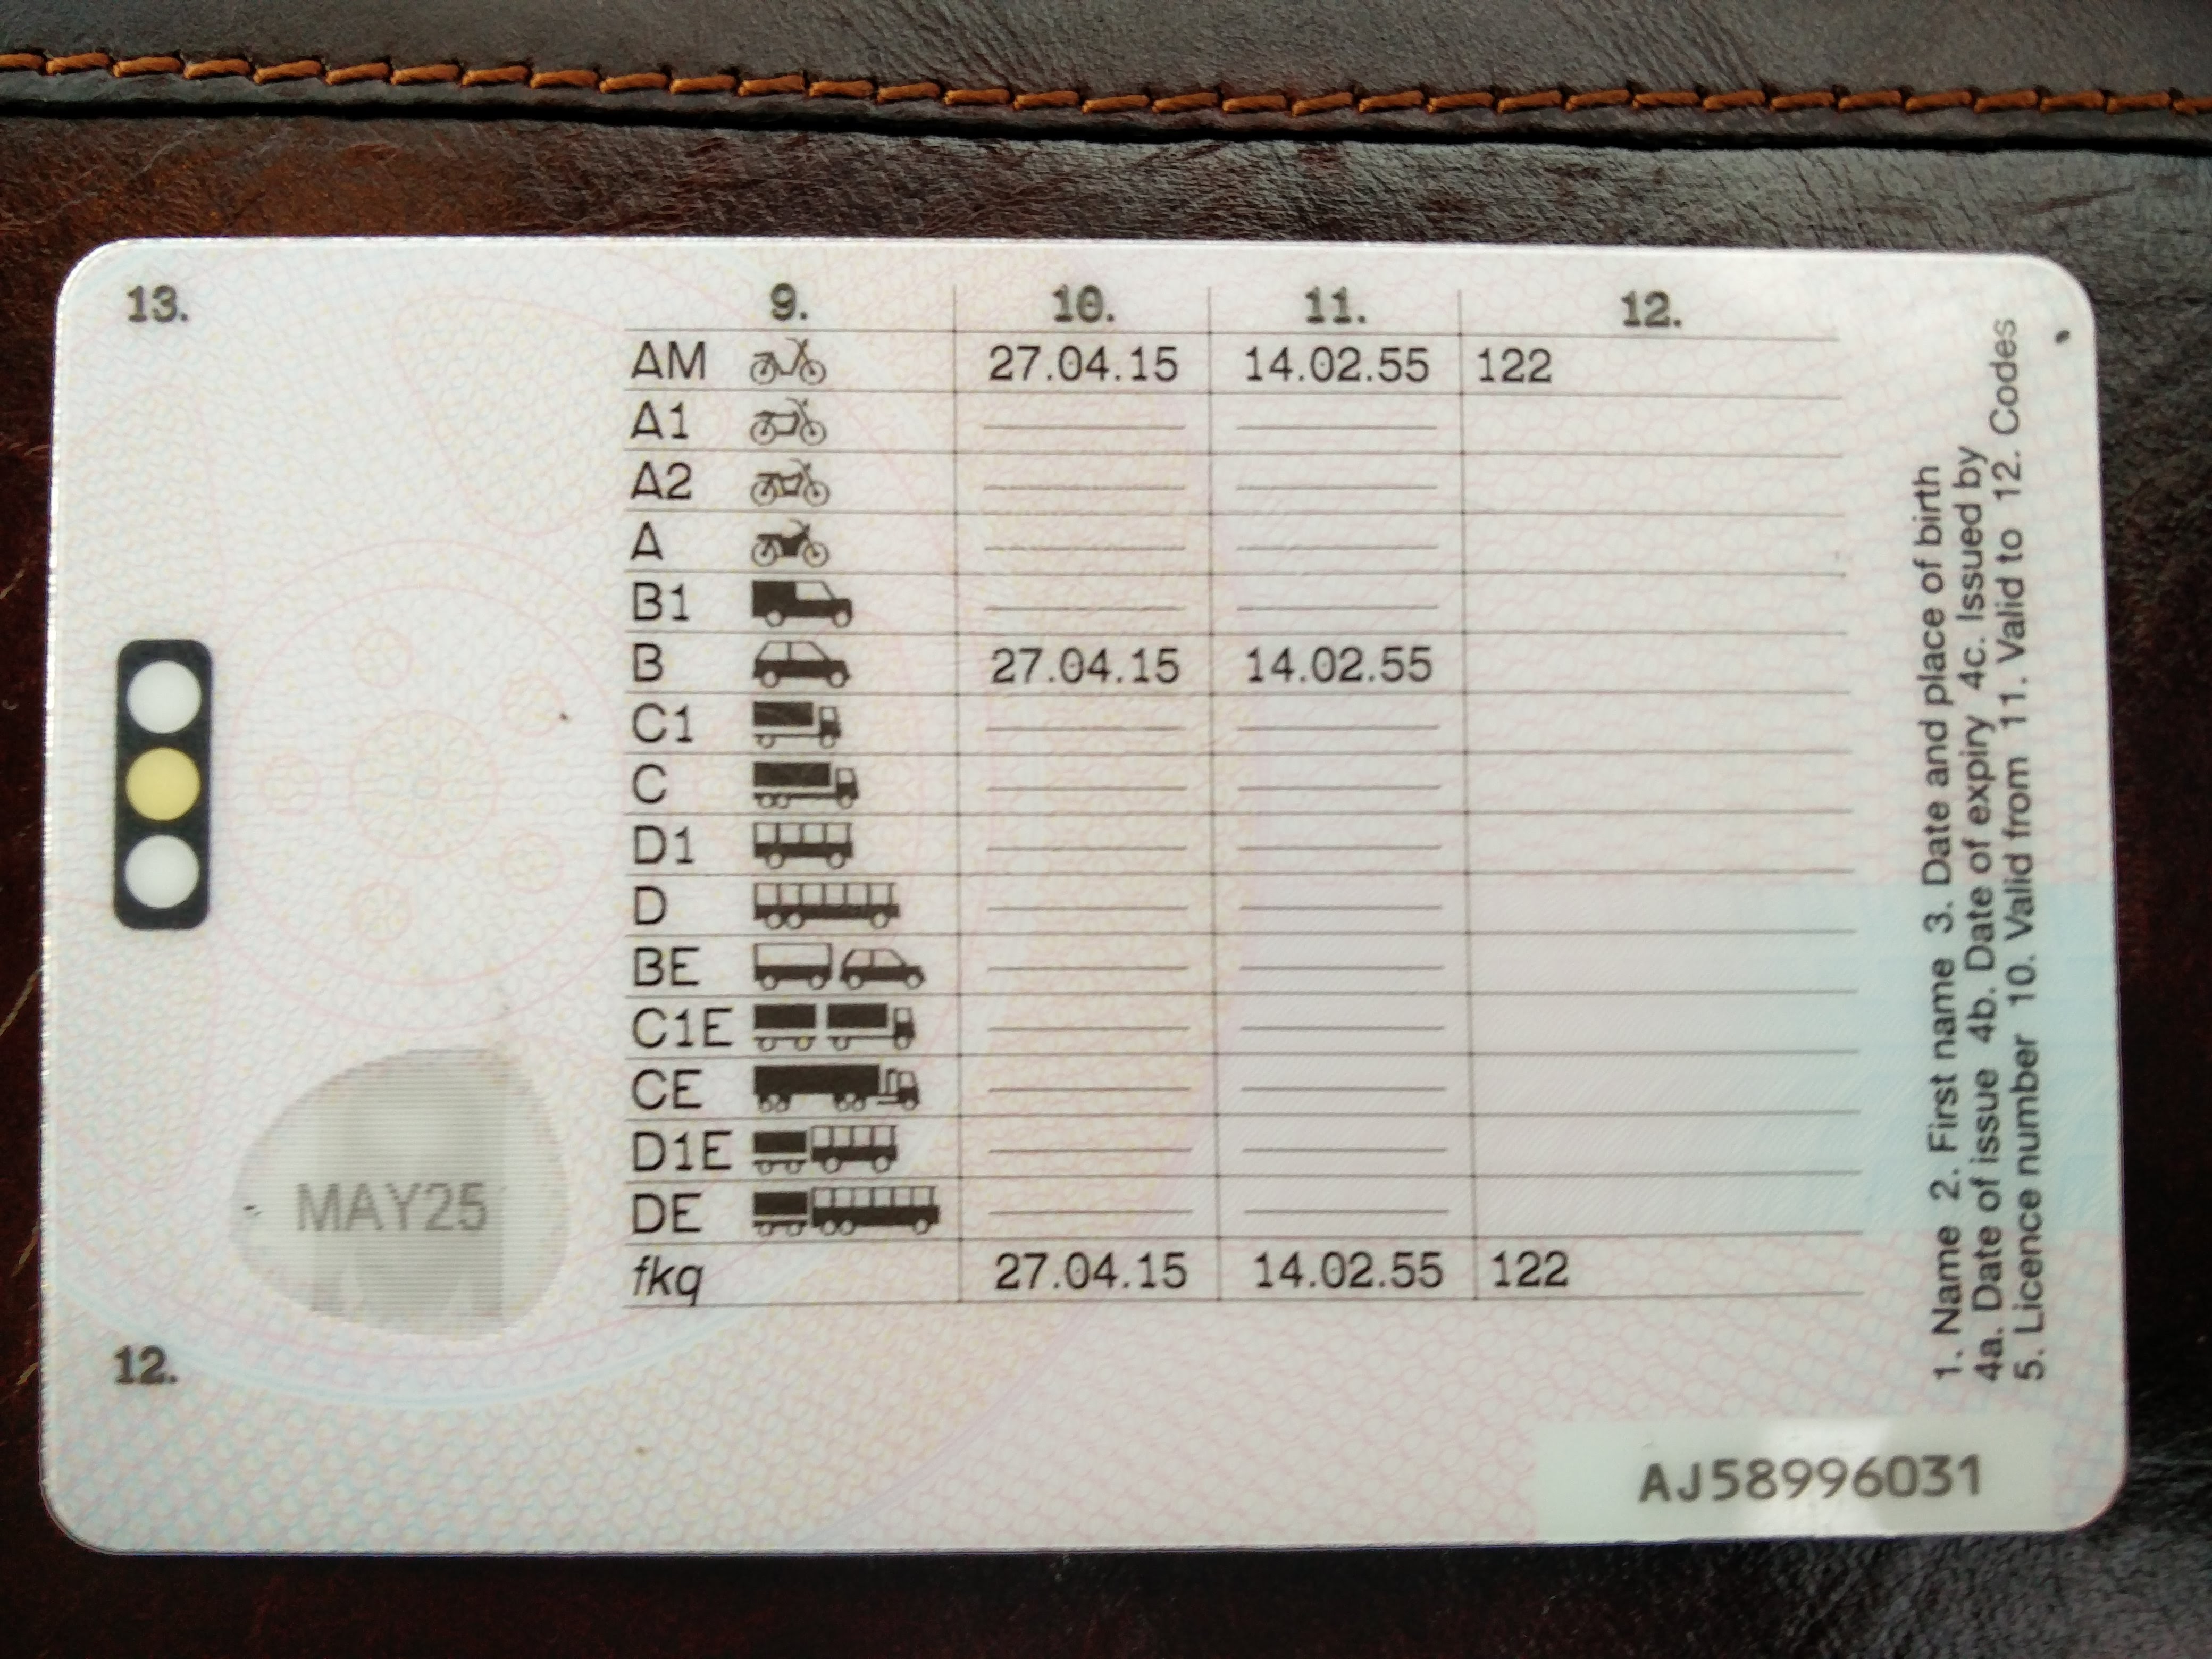 13. 9. 10. 11. 12.
AM 27.04.15 14.02.55 122
A1
A2
A
B1
B 27.04.15 14.02.55
C1
C
D1
D
BE
C1E
CE
D1E
DE
fkq 27.04.15 14.02.55 122
MAY25
12.
1. Name 2. First name 3. Date and place of birth
4a. Date of issue 4b. Date of expiry 4c. Issued by
5. Licence number 10. Valid from 11. Valid to 12. Codes
AJ58996031